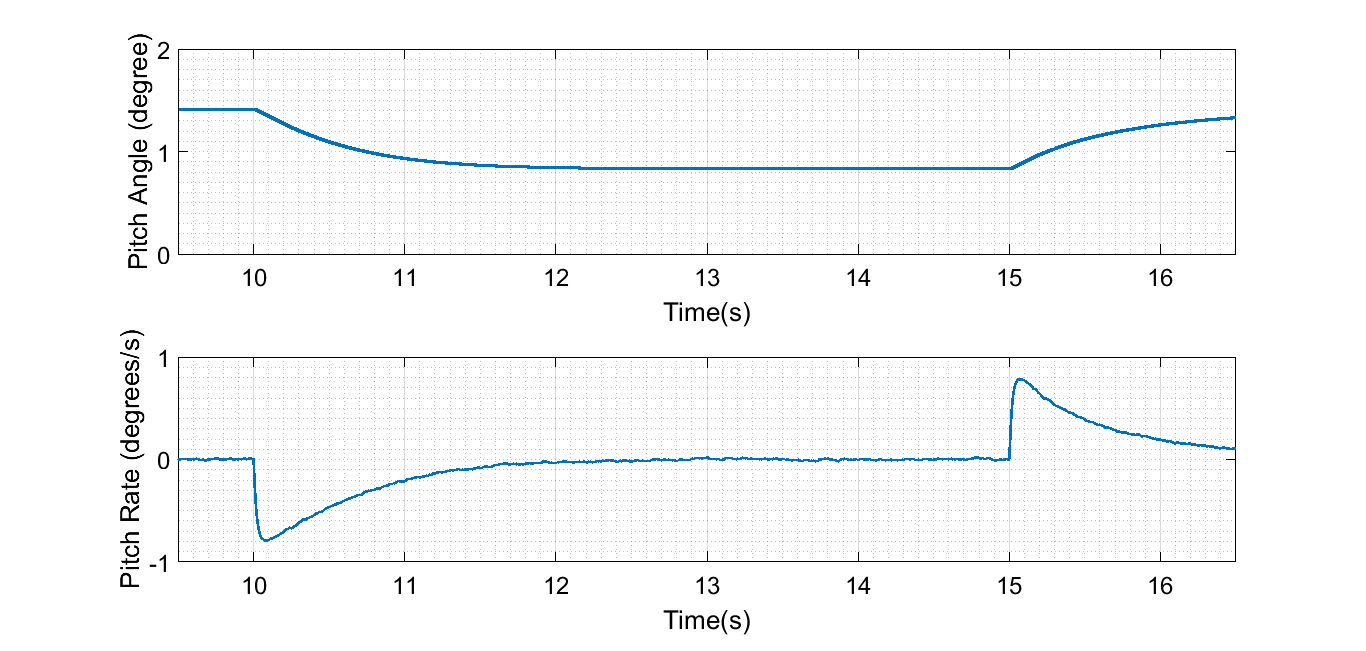 Pitch Angle (degree)
2
1
0
10 11 12 13 14 15 16
Time(s)
Pitch Rate (degrees/s)
1
0
-1
10 11 12 13 14 15 16
Time(s)